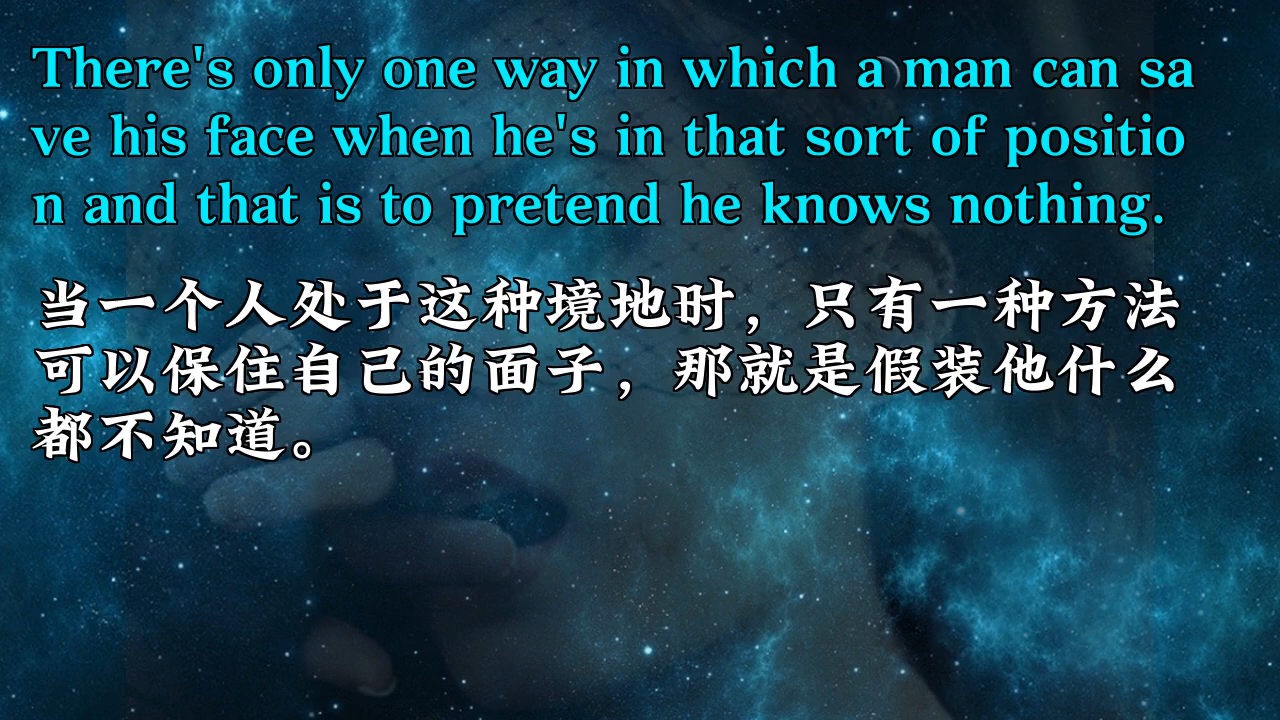 There's only one way in which a man can sa
ve his face when he's in that sort of positio
n and that is to pretend he knows nothing.
当一个人处于这种境地时，只有一种方法
可以保住自己的面子，那就是假装他什么
都不知道。